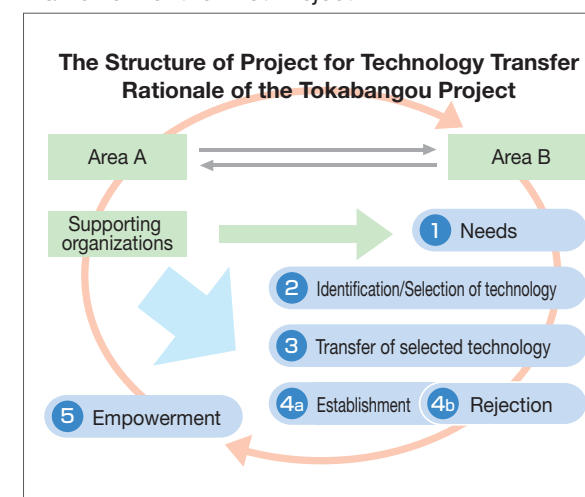 The Structure of Project for Technology Transfer
Rationale of the Tokabangou Project
Area A
Area B
Supporting
organizations
1 Needs
2 Identification/Selection of technology
3 Transfer of selected technology
4a Establishment
4b Rejection
5 Empowerment